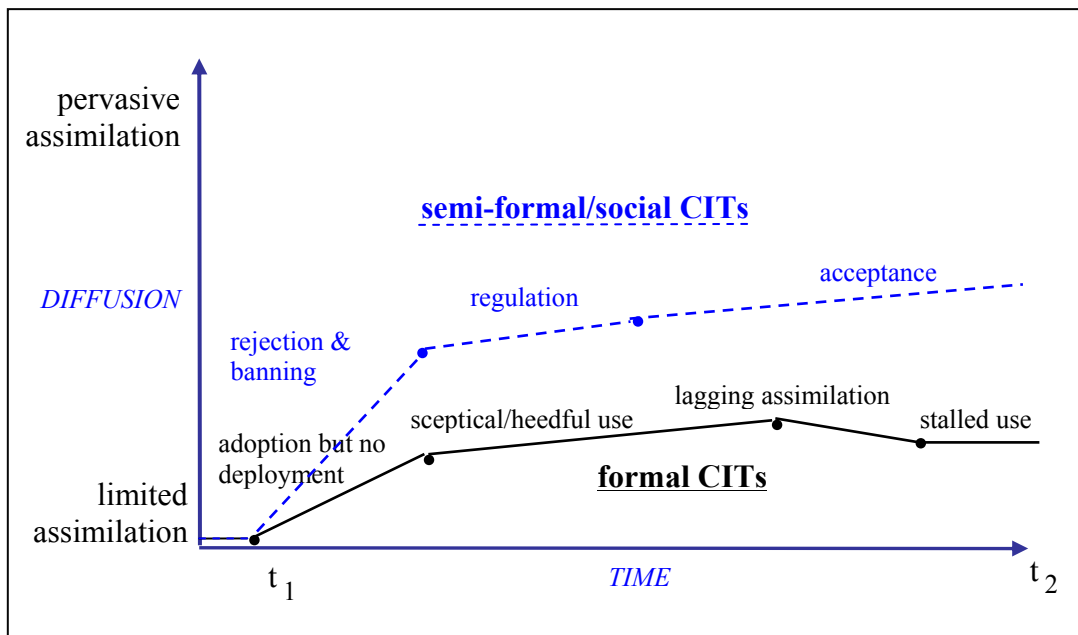 pervasive
assimilation
semi-formal/social CITs
DIFFUSION
regulation
acceptance
rejection &
banning
lagging assimilation
sceptical/heedful use
stalled use
adoption but no
deployment
formal CITs
limited
assimilation
t 1
TIME
t 2